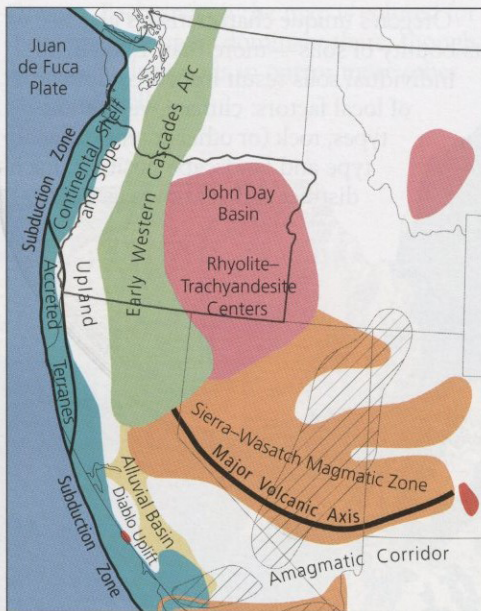 Juan
de Fuca
Plate
Subduction Zone
Continental Shelf
and Slope
Early Western Cascades Arc
John Day
Basin
Rhyolite–
Trachyandesite
Centers
Upland
Accreted
Terranes
Sierra–Wasatch Magmatic Zone
Major Volcanic Axis
Alluvial Basin
Diablo Uplift
Subduction Zone
Amagmatic Corridor